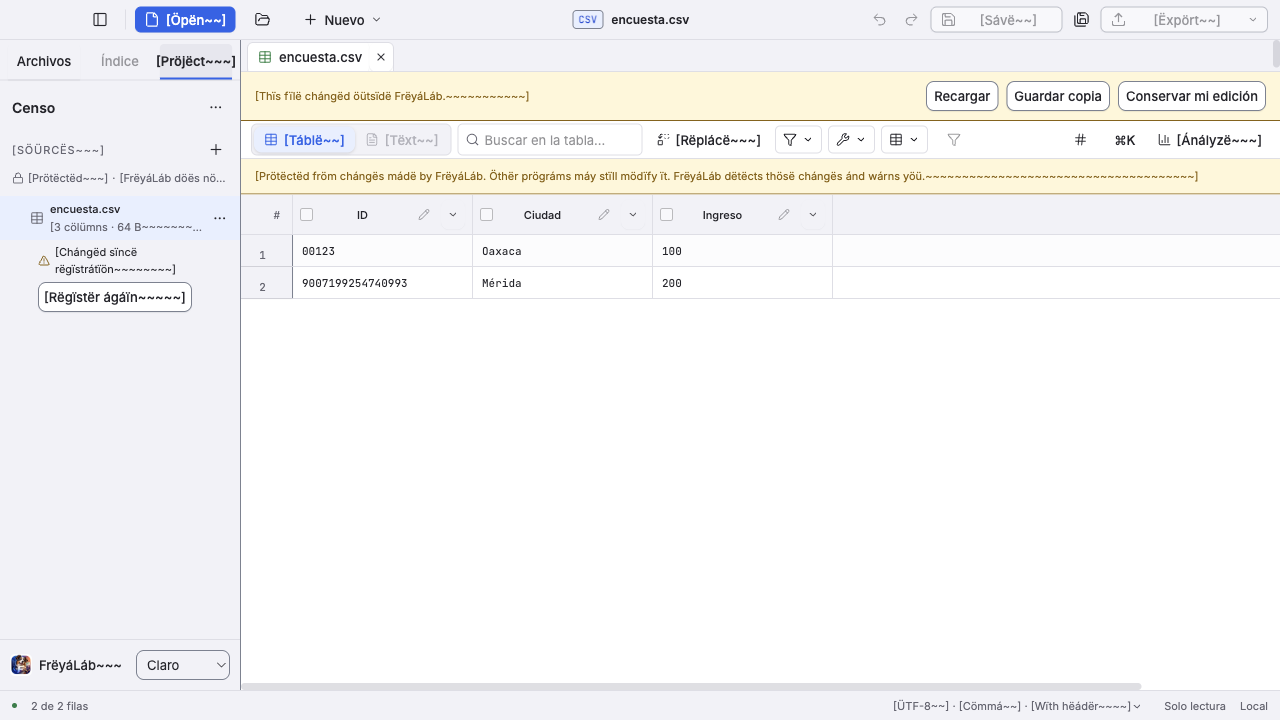 [Öpën~~]
Nuevo
CSV encuesta.csv
[Sávë~~]
[Ëxpört~~]
Archivos Índice [Pröjëct~~~]
encuesta.csv
Censo
[Thïs fïlë chángëd öütsïdë FrëyáLáb.~~~~~~~~~~~]
Recargar Guardar copia Conservar mi edición
[SÖÜRCËS~~~]
[Táblë~~] [Tëxt~~] Buscar en la tabla... [Rëplácë~~~] # ⌘K [Ánályzë~~~]
[Prötëctëd~~~] · [FrëyáLáb döës nö...
[Prötëctëd fröm chángës mádë by FrëyáLáb. Öthër prögráms máy stïll mödïfy ït. FrëyáLáb dëtëcts thösë chángës ánd wárns yöü.~~~~~~~~~~~~~~~~~~~~~~~~~~~~~~~~~~~~~]
encuesta.csv
[3 cölümns · 64 B~~~~~~~...
[Chángëd sïncë
rëgïstrátïön~~~~~~~~]
[Rëgïstër ágáïn~~~~~]
# ID Ciudad Ingreso
1 00123 Oaxaca 100
2 9007199254740993 Mérida 200
FrëyáLáb~~~ Claro
2 de 2 filas
[ÜTF-8~~] · [Cömmá~~] · [Wïth hëádër~~~~] Solo lectura Local